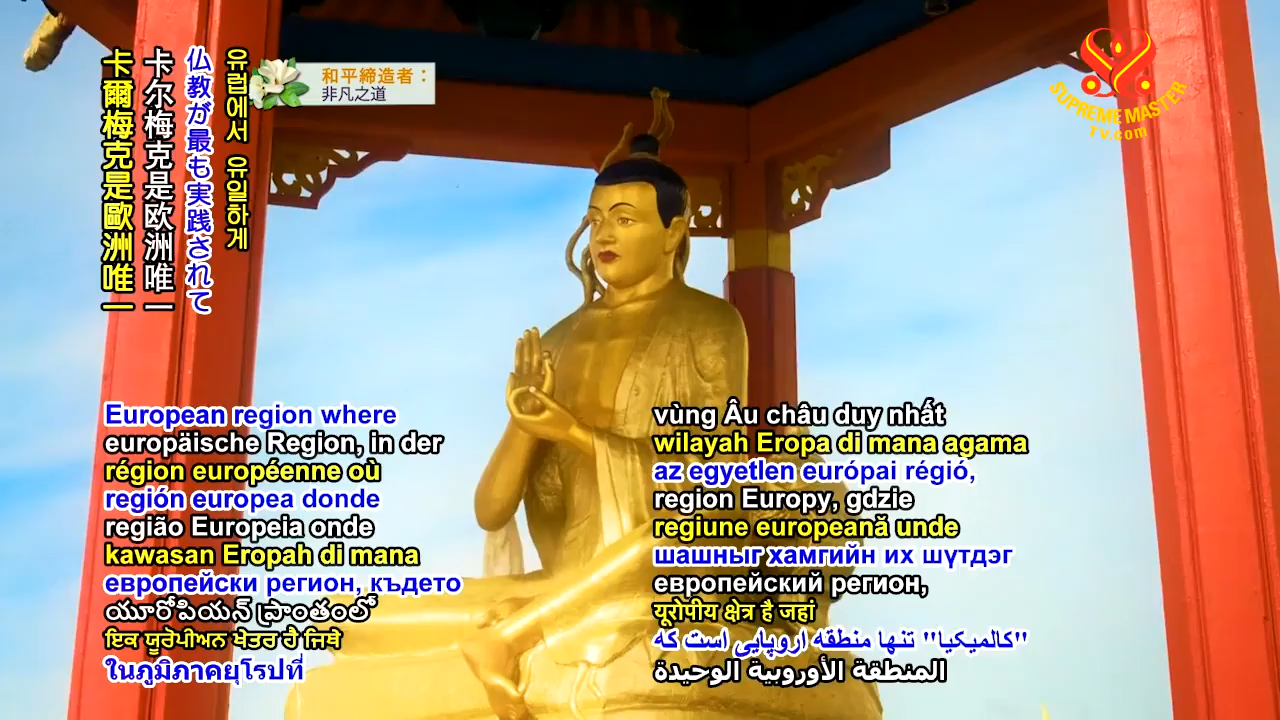 卡爾梅克是歐洲唯一
卡尔梅克是欧洲唯一
仏教が最も実践されて
유럽에서 유일하게
和平締造者：
非凡之道
SUPREME MASTER
TV.com
European region where
europäische Region, in der
région européenne où
región europea donde
região Europeia onde
kawasan Eropah di mana
европейски регион, където
యూరోపియన్ ప్రాంతంలో
ਇਕ ਯੂਰੇਪੀਅਨ ਖੇਤਰ ਹੈ ਜਿਥੇ
ในภูมิภาคยุโรปที่
vùng Âu châu duy nhất
wilayah Eropa di mana agama
az egyetlen európai régió,
region Europy, gdzie
regiune europeană unde
шашныг хамгийн их шүтдэг
европейский регион,
यूरोपीय क्षेत्र है जहां
"کالمیکیا" تنها منطقه اروپایی است که
المنطقة الأوروبية الوحيدة